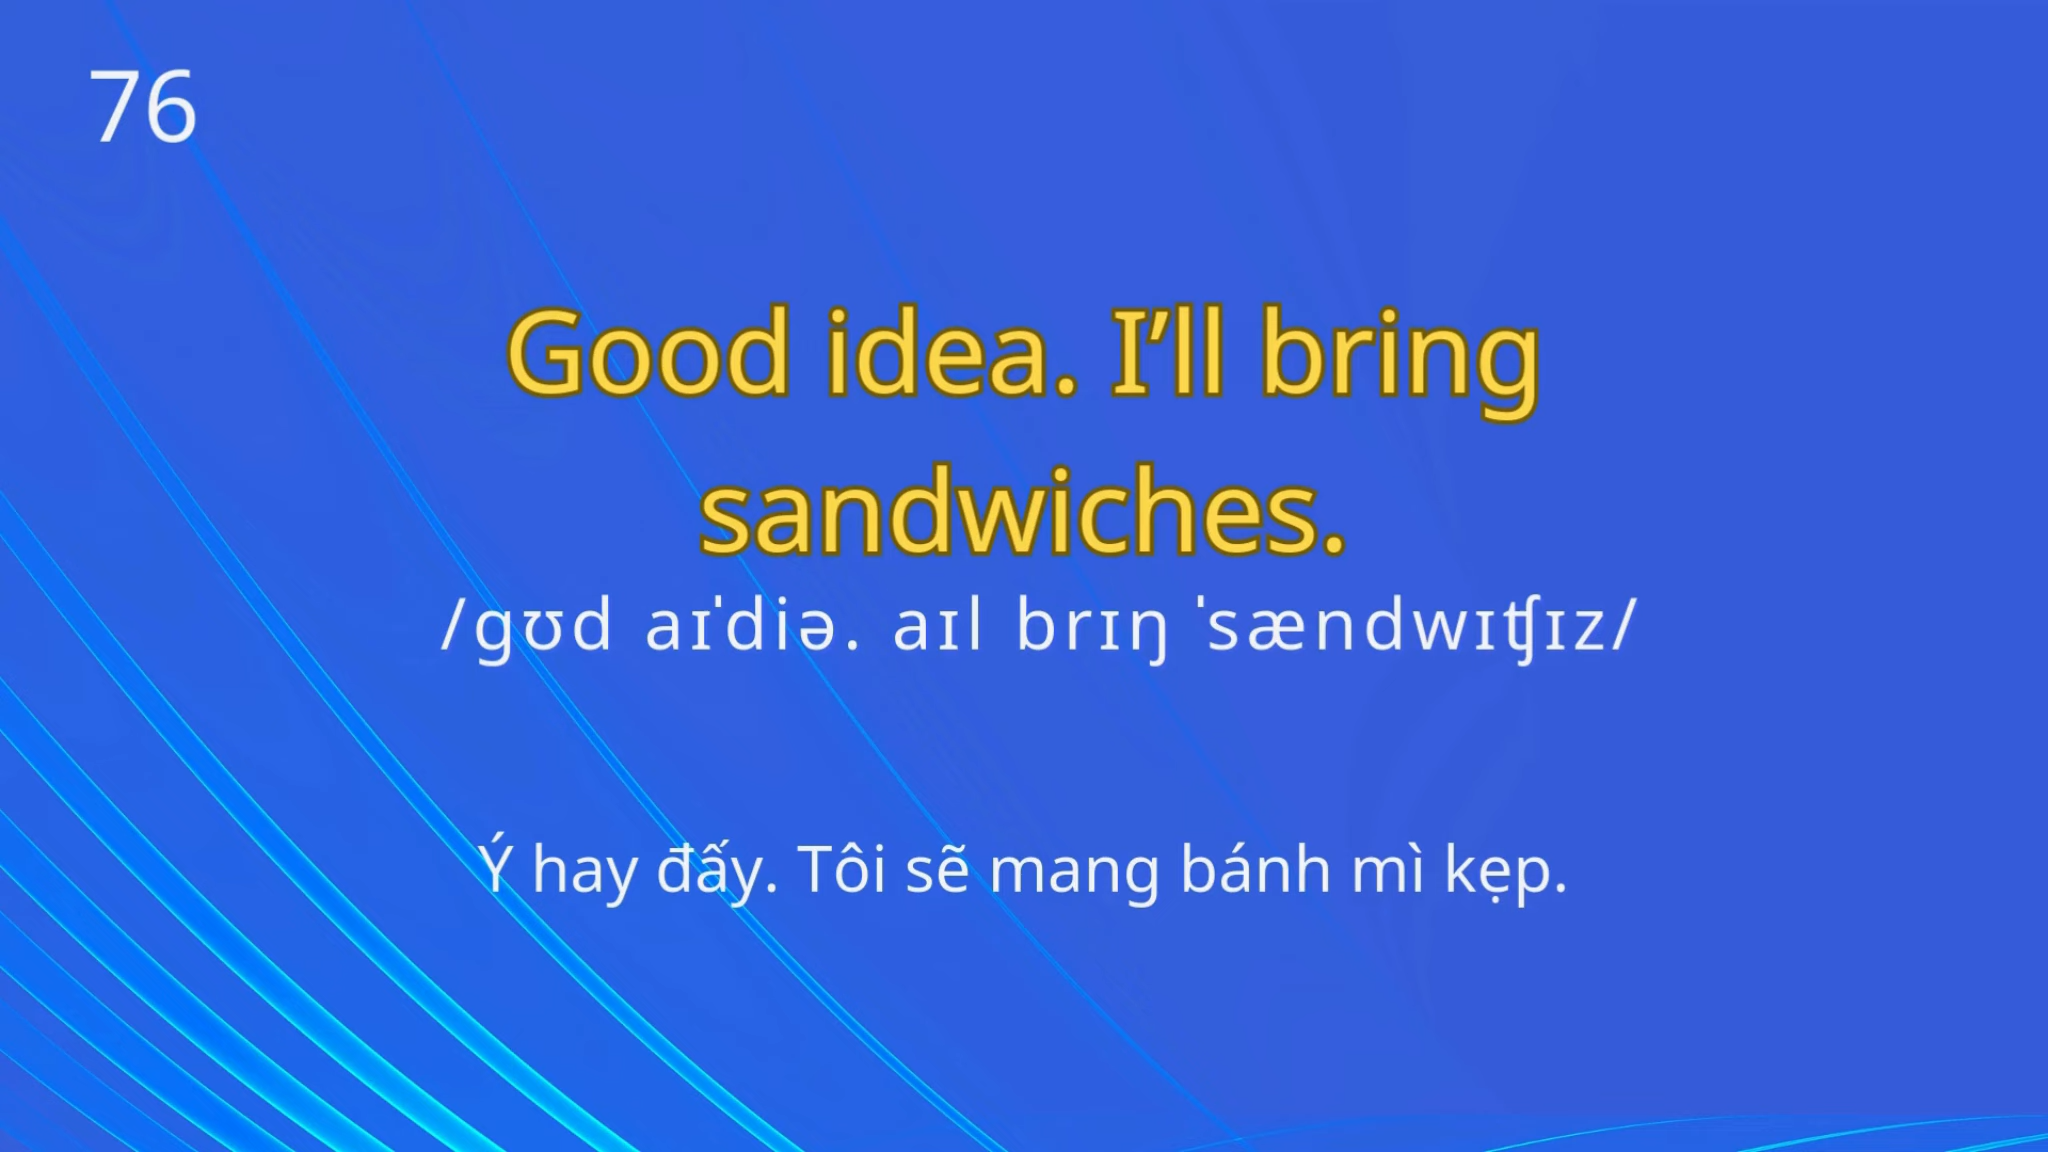 76
Good idea. I’ll bring
sandwiches.
/gʊd aɪˈdiə. aɪl brɪŋ ˈsændwɪʧɪz/
Ý hay đấy. Tôi sẽ mang bánh mì kẹp.